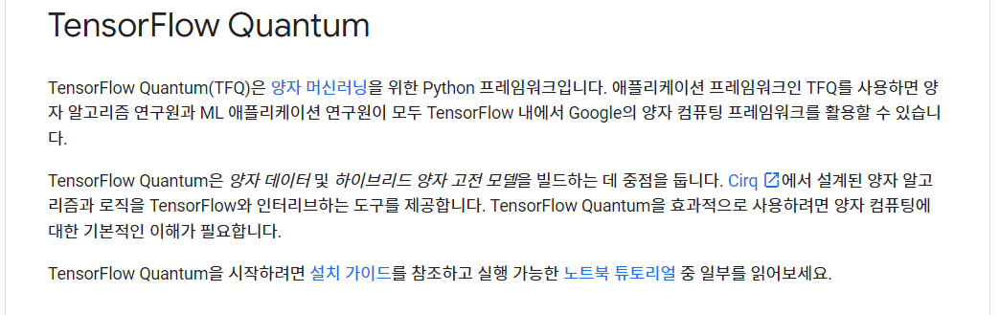 TensorFlow Quantum
TensorFlow Quantum(TFQ)은 양자 머신러닝을 위한 Python 프레임워크입니다. 애플리케이션 프레임워크인 TFQ를 사용하면 양
자 알고리즘 연구원과 ML 애플리케이션 연구원이 모두 TensorFlow 내에서 Google의 양자 컴퓨팅 프레임워크를 활용할 수 있습니
다.
TensorFlow Quantum은 양자 데이터 및 하이브리드 양자 고전 모델을 빌드하는 데 중점을 둡니다. Cirq에서 설계된 양자 알고
리즘과 로직을 TensorFlow와 인터리브하는 도구를 제공합니다. TensorFlow Quantum을 효과적으로 사용하려면 양자 컴퓨팅에
대한 기본적인 이해가 필요합니다.
TensorFlow Quantum을 시작하려면 설치 가이드를 참조하고 실행 가능한 노트북 튜토리얼 중 일부를 읽어보세요.